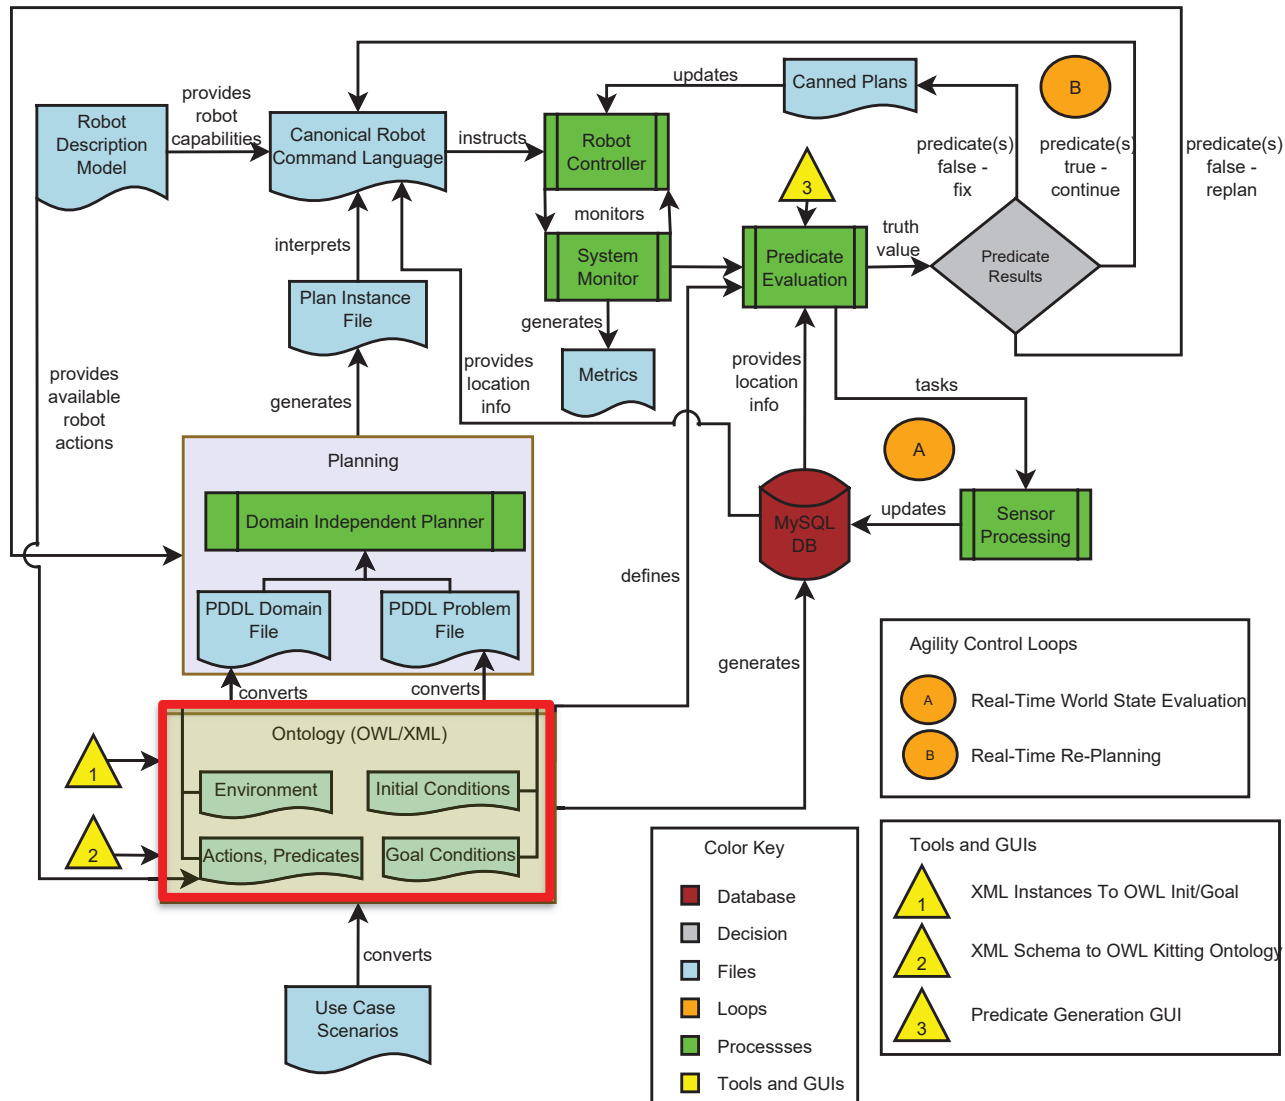 Robot
Description
Model
provides
robot
capabilities
Canonical Robot
Command Language
instructs
Robot
Controller
updates
Canned Plans
B
predicate(s)
false -
fix
predicate(s)
true -
continue
predicate(s)
false -
replan
3
monitors
System
Monitor
Predicate
Evaluation
truth
value
Predicate
Results
interprets
Plan Instance
File
generates
Metrics
provides
location
info
provides
location
info
tasks
provides
available
robot
actions
generates
A
Planning
Domain Independent Planner
MySQL
DB
updates
Sensor
Processing
defines
PDDL Domain
File
PDDL Problem
File
converts
converts
generates
Ontology (OWL/XML)
1
Environment
Initial Conditions
2
Actions, Predicates
Goal Conditions
converts
Use Case
Scenarios
Agility Control Loops
A
Real-Time World State Evaluation
B
Real-Time Re-Planning
Color Key
Database
Decision
Files
Loops
Processses
Tools and GUIs
Tools and GUIs
1
XML Instances To OWL Init/Goal
2
XML Schema to OWL Kitting Ontology
3
Predicate Generation GUI